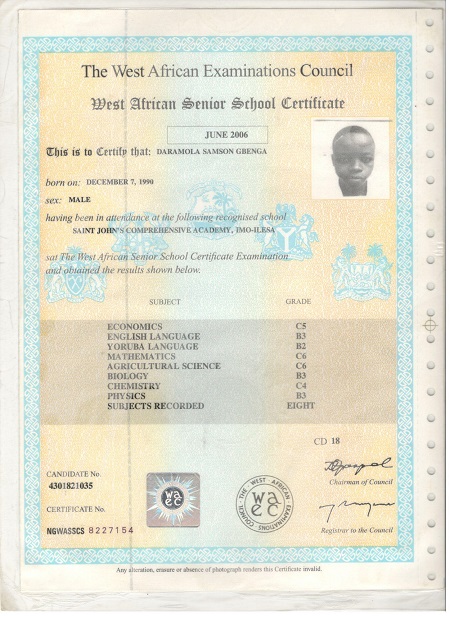 The West African Examinations Council
West African Senior School Certificate
JUNE 2006
This is to Certify that: DARAMOLA SAMSON GBENGA
born on: DECEMBER 7, 1990
sex: MALE
having been in attendance at the following recognised school
SAINT JOHN'S COMPREHENSIVE ACADEMY, IMO-ILESA
sat The West African Senior School Certificate Examination
and obtained the results shown below.
SUBJECT GRADE
ECONOMICS C5
ENGLISH LANGUAGE B3
YORUBA LANGUAGE B2
MATHEMATICS C6
AGRICULTURAL SCIENCE C6
BIOLOGY B3
CHEMISTRY C4
PHYSICS B3
SUBJECTS RECORDED EIGHT
CD 18
Chairman of Council
CANDIDATE No.
4301821035
CERTIFICATE No.
NGWASSCS 8227154
waec
THE WEST AFRICAN EXAMINATIONS COUNCIL
waec
Registrar to the Council
Any alteration, erasure or absence of photograph renders this Certificate invalid.